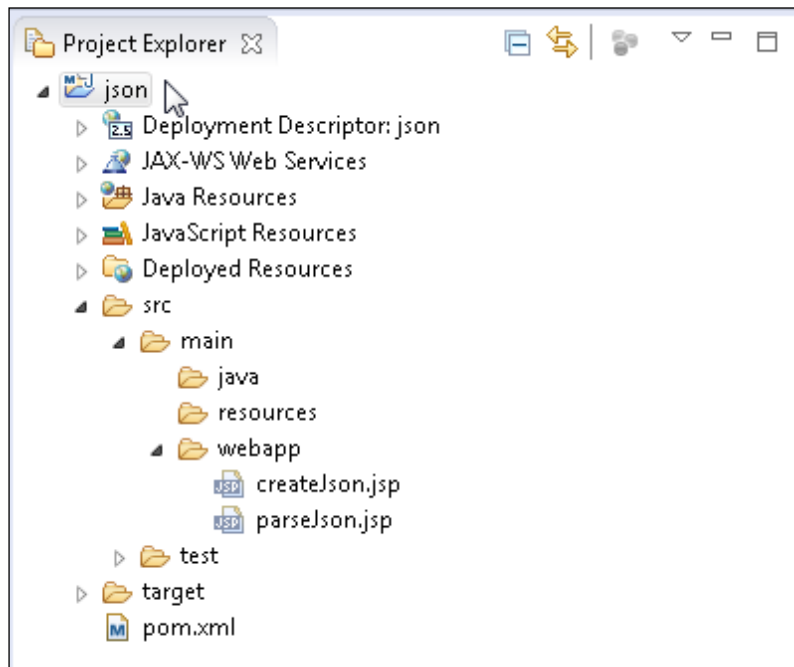 Project Explorer
json
Deployment Descriptor: json
JAX-WS Web Services
Java Resources
JavaScript Resources
Deployed Resources
src
main
java
resources
webapp
createJson.jsp
parseJson.jsp
test
target
pom.xml